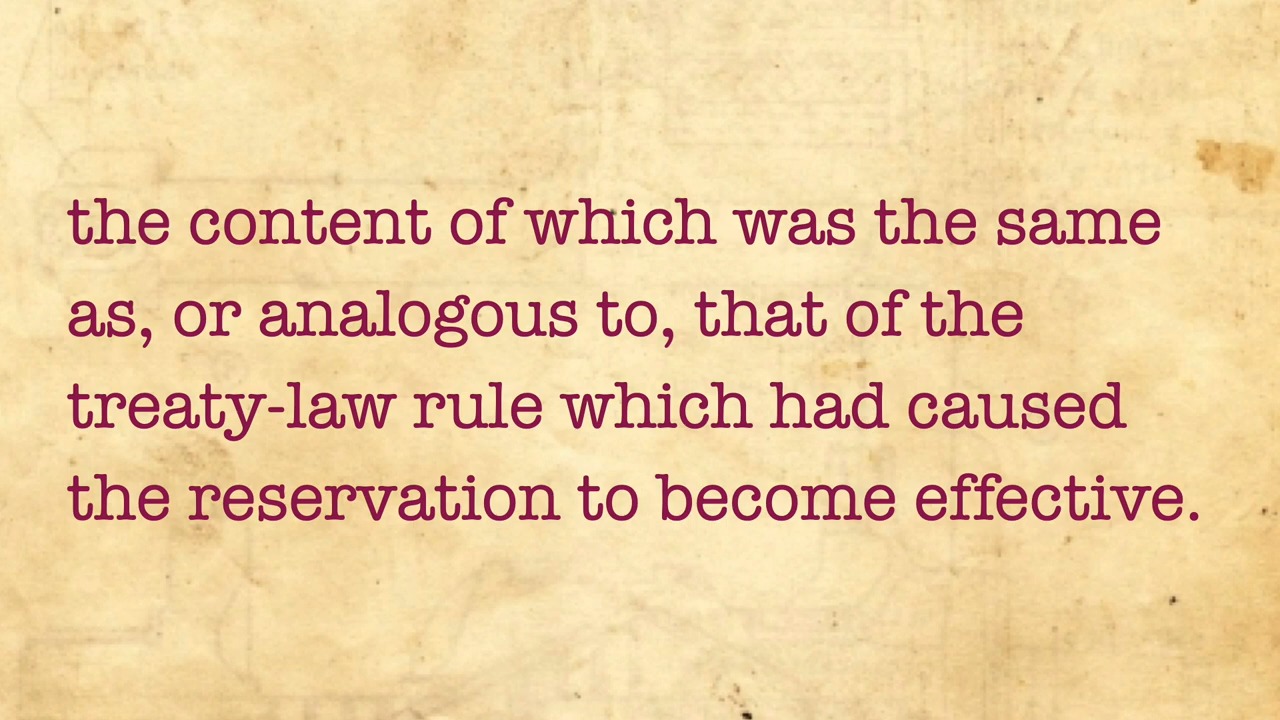 the content of which was the same
as, or analogous to, that of the
treaty-law rule which had caused
the reservation to become effective.